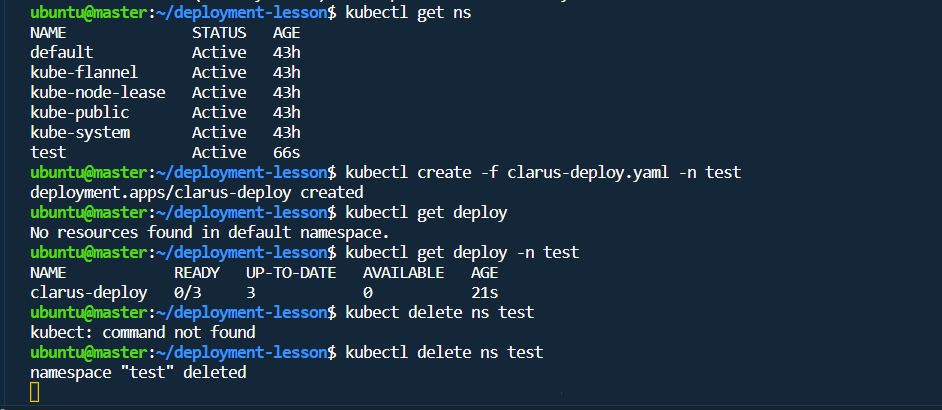 ubuntu@master:~/deployment-lesson$ kubectl get ns
NAME STATUS AGE
default Active 43h
kube-flannel Active 43h
kube-node-lease Active 43h
kube-public Active 43h
kube-system Active 43h
test Active 66s
ubuntu@master:~/deployment-lesson$ kubectl create -f clarus-deploy.yaml -n test
deployment.apps/clarus-deploy created
ubuntu@master:~/deployment-lesson$ kubectl get deploy
No resources found in default namespace.
ubuntu@master:~/deployment-lesson$ kubectl get deploy -n test
NAME READY UP-TO-DATE AVAILABLE AGE
clarus-deploy 0/3 3 0 21s
ubuntu@master:~/deployment-lesson$ kubect delete ns test
kubect: command not found
ubuntu@master:~/deployment-lesson$ kubectl delete ns test
namespace "test" deleted